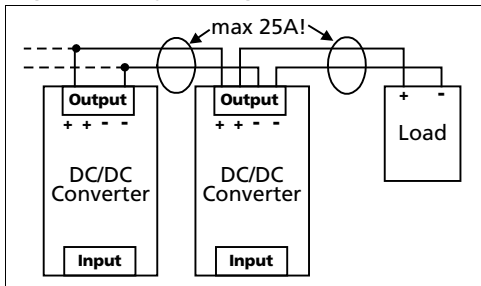 max 25A!
Output
+ + - -
DC/DC
Converter
Input
Output
+ + - -
DC/DC
Converter
Input
+ -
Load